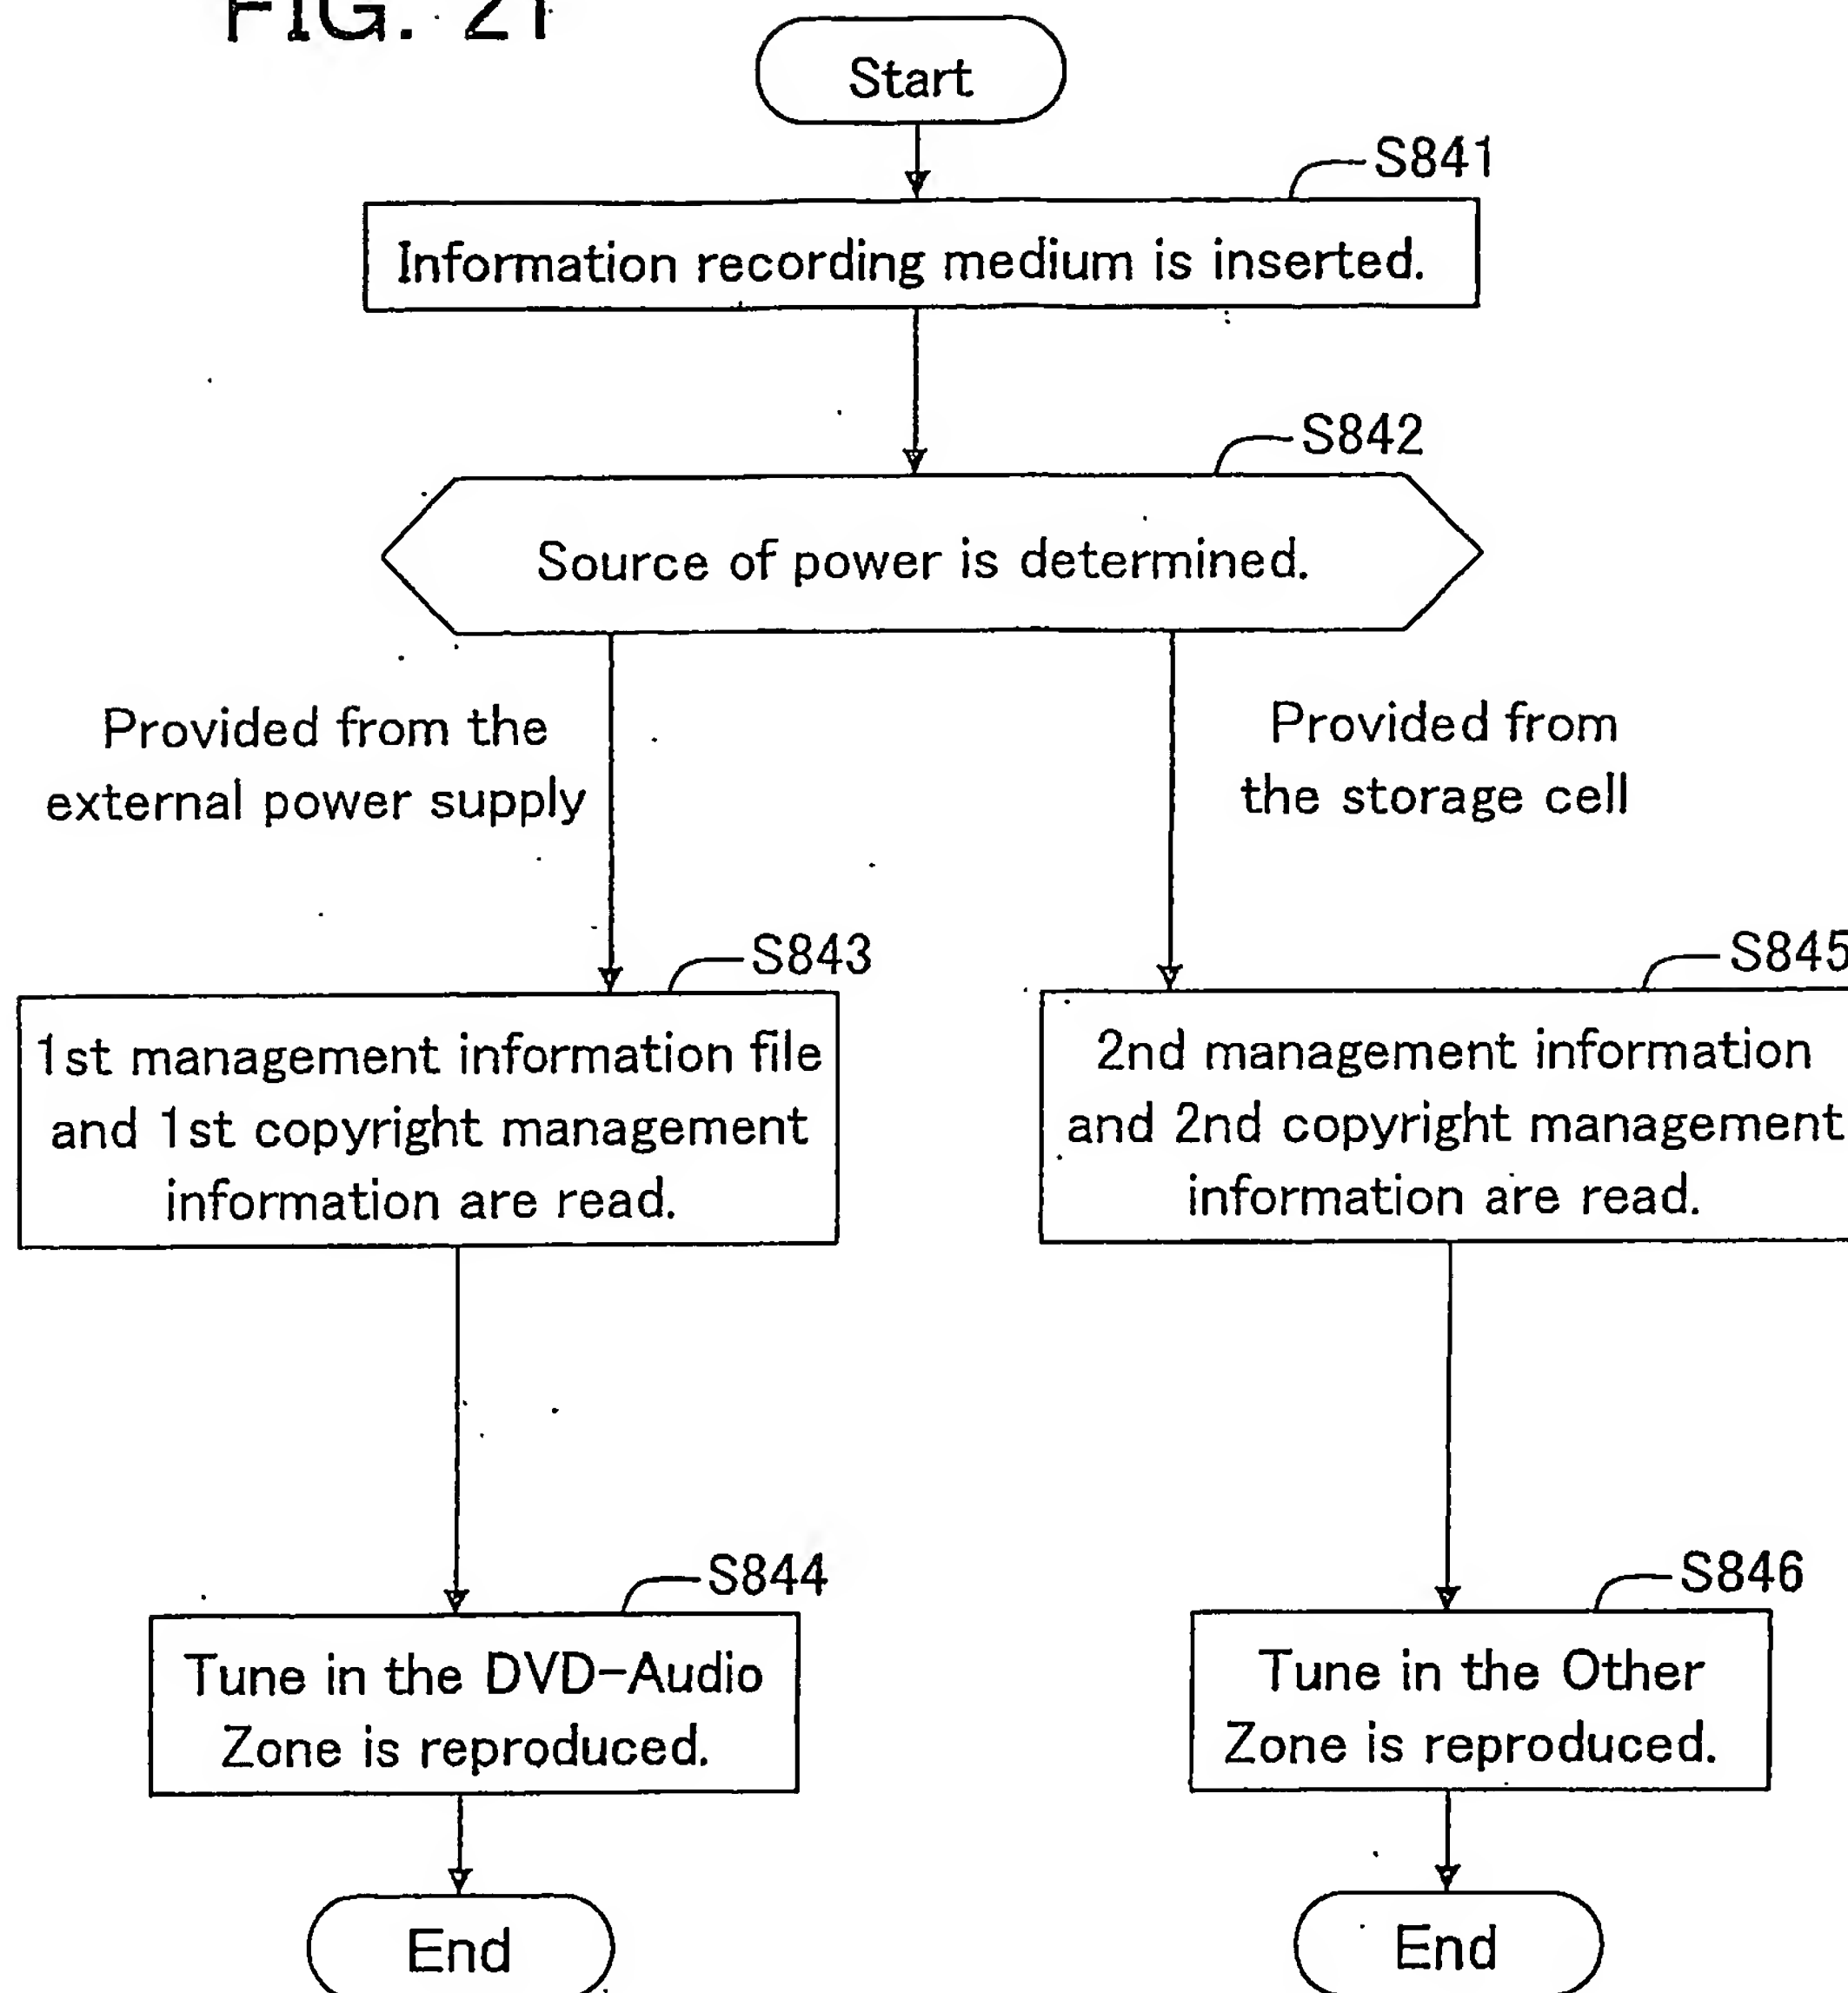 FIG. 21
Start
S841
Information recording medium is inserted.
S842
Source of power is determined.
Provided from the
external power supply
Provided from
the storage cell
S843
1st management information file
and 1st copyright management
information are read.
S845
2nd management information
and 2nd copyright management
information are read.
S844
Tune in the DVD-Audio
Zone is reproduced.
S846
Tune in the Other
Zone is reproduced.
End
End